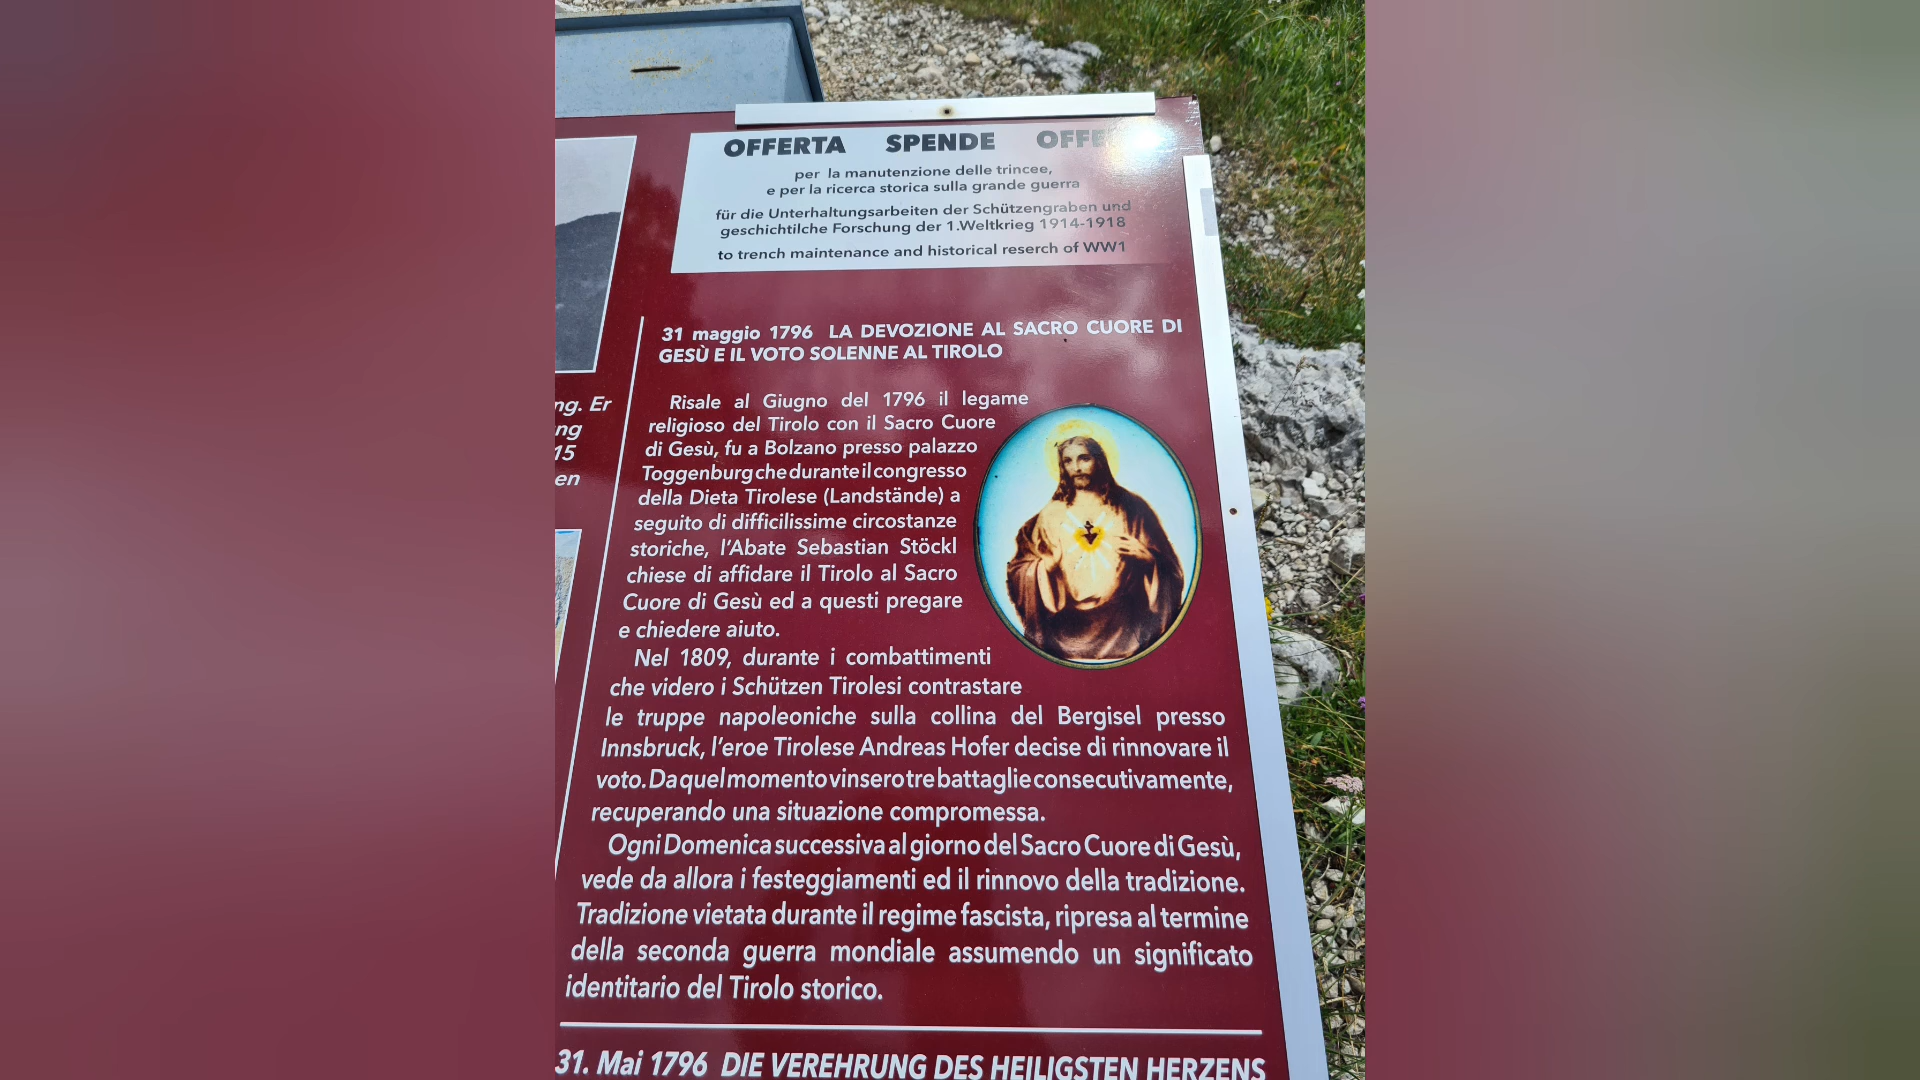 OFFERTA SPENDE OFFE
per la manutenzione delle trincee,
e per la ricerca storica sulla grande guerra
für die Unterhaltungsarbeiten der Schützengraben und
geschichtilche Forschung der 1.Weltkrieg 1914-1918
to trench maintenance and historical reserch of WW1
ng. Er
ng
15
en
31 maggio 1796 LA DEVOZIONE AL SACRO CUORE DI
GESÙ E IL VOTO SOLENNE AL TIROLO
Risale al Giugno del 1796 il legame
religioso del Tirolo con il Sacro Cuore
di Gesù, fu a Bolzano presso palazzo
Toggenburg che durante il congresso
della Dieta Tirolese (Landstände) a
seguito di difficilissime circostanze
storiche, l'Abate Sebastian Stöckl
chiese di affidare il Tirolo al Sacro
Cuore di Gesù ed a questi pregare
e chiedere aiuto.
Nel 1809, durante i combattimenti
che videro i Schützen Tirolesi contrastare
le truppe napoleoniche sulla collina del Bergisel presso
Innsbruck, l'eroe Tirolese Andreas Hofer decise di rinnovare il
voto. Da quel momento vinsero tre battaglie consecutivamente,
recuperando una situazione compromessa.
Ogni Domenica successiva al giorno del Sacro Cuore di Gesù,
vede da allora i festeggiamenti ed il rinnovo della tradizione.
Tradizione vietata durante il regime fascista, ripresa al termine
della seconda guerra mondiale assumendo un significato
identitario del Tirolo storico.
31. Mai 1796 DIE VEREHRUNG DES HEILIGSTEN HERZENS